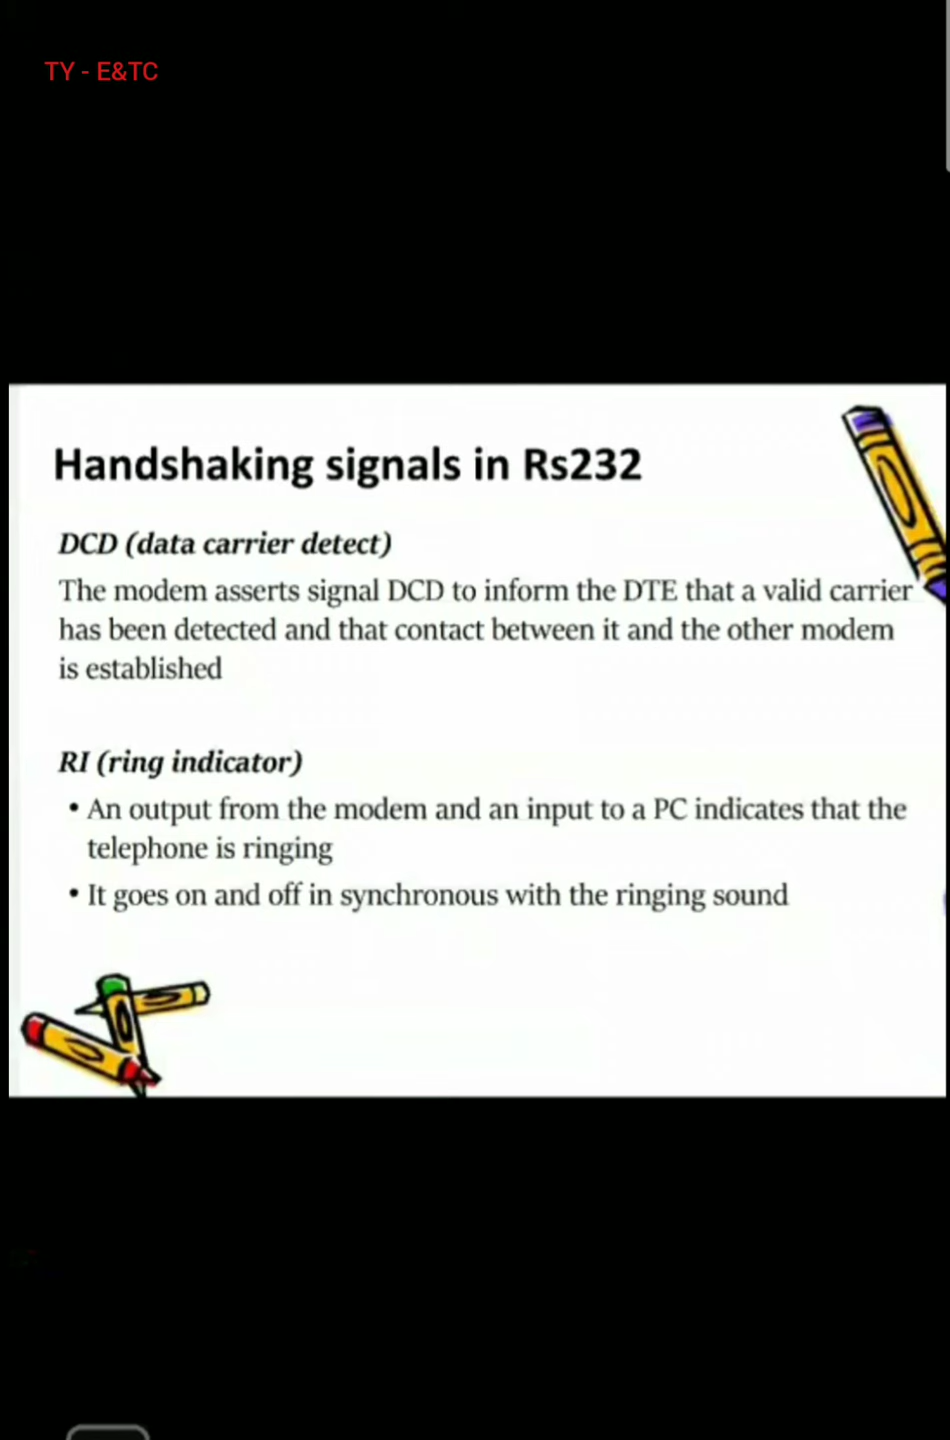 TY - E&TC
Handshaking signals in Rs232
DCD (data carrier detect)
The modem asserts signal DCD to inform the DTE that a valid carrier
has been detected and that contact between it and the other modem
is established
RI (ring indicator)
• An output from the modem and an input to a PC indicates that the
telephone is ringing
• It goes on and off in synchronous with the ringing sound